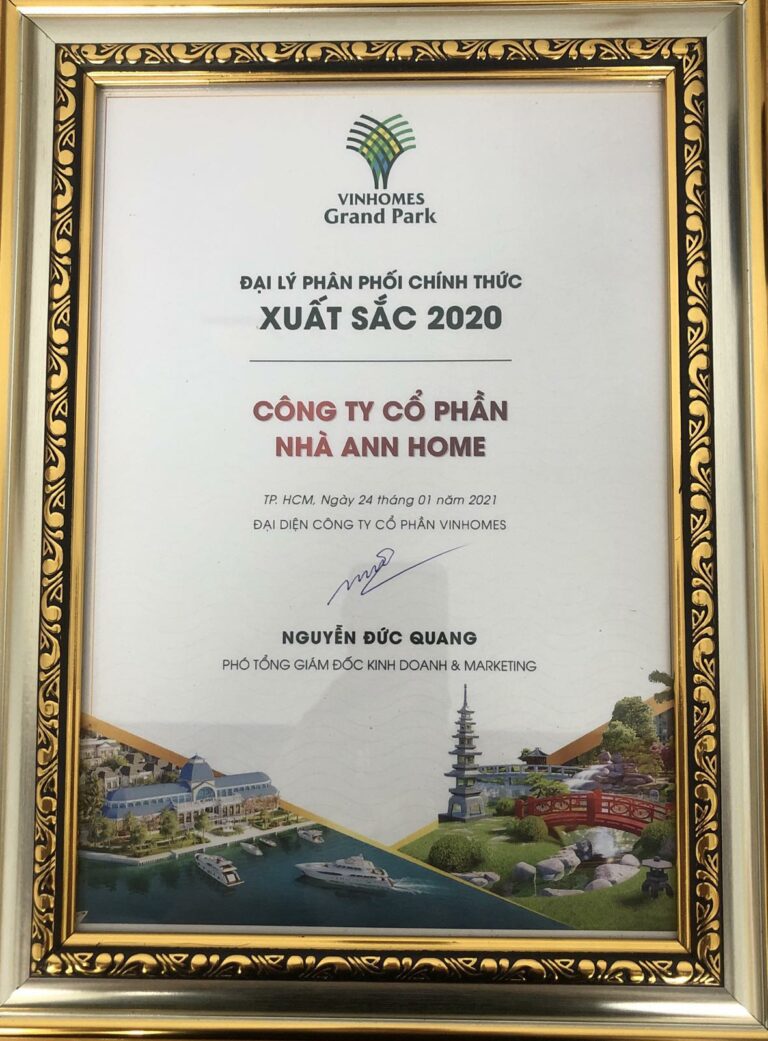 VINHOMES
Grand Park
ĐẠI LÝ PHÂN PHỐI CHÍNH THỨC
XUẤT SẮC 2020
CÔNG TY CỔ PHẦN
NHÀ ANN HOME
TP. HCM, Ngày 24 tháng 01 năm 2021
ĐẠI DIỆN CÔNG TY CỔ PHẦN VINHOMES
NGUYỄN ĐỨC QUANG
PHÓ TỔNG GIÁM ĐỐC KINH DOANH & MARKETING